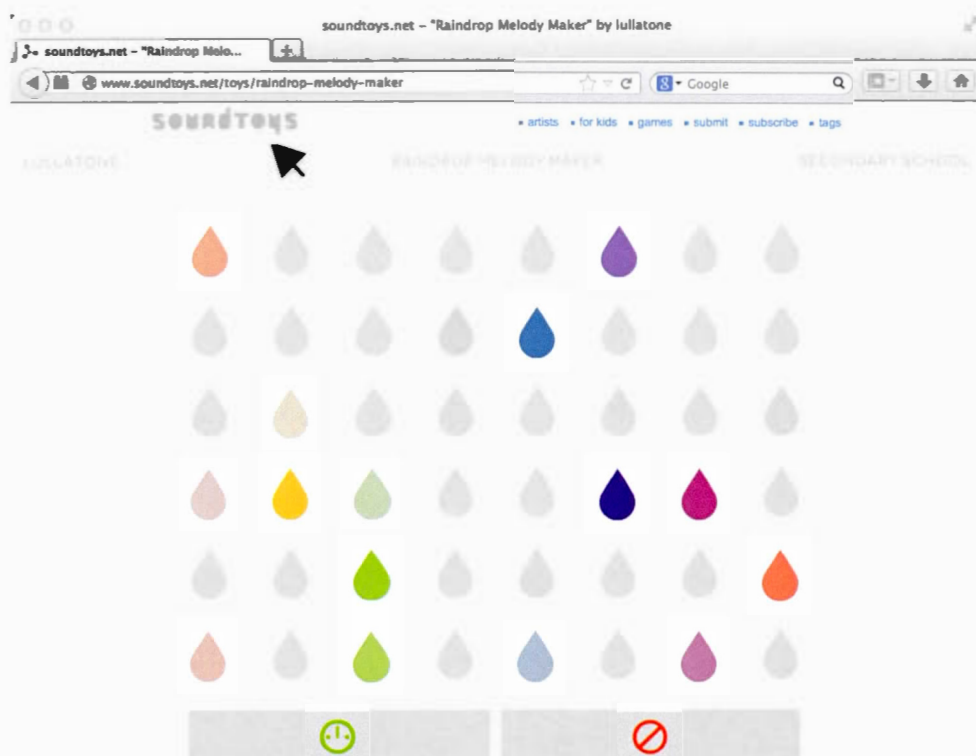 soundtoys.net – "Raindrop Melody Maker" by lullatone
soundtoys.net – "Raindrop Melo...
www.soundtoys.net/toys/raindrop-melody-maker
Google
soundtoys
▪ artists ▪ for kids ▪ games ▪ submit ▪ subscribe ▪ tags
LULLATONE RAINDROP MELODY MAKER SECONDARY SCHOOL